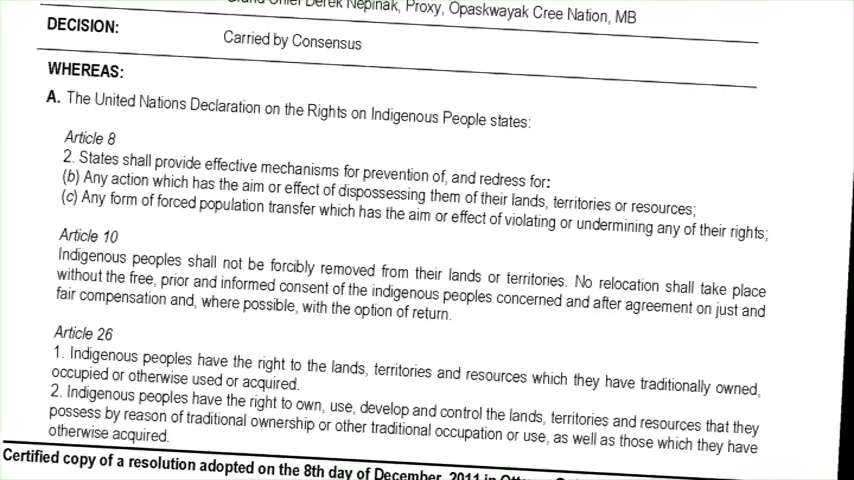 Grand Chief Derek Nepinak, Proxy, Opaskwayak Cree Nation, MB
DECISION:
Carried by Consensus
WHEREAS:
A. The United Nations Declaration on the Rights on Indigenous People states:
Article 8
2. States shall provide effective mechanisms for prevention of, and redress for:
(b) Any action which has the aim or effect of dispossessing them of their lands, territories or resources;
(c) Any form of forced population transfer which has the aim or effect of violating or undermining any of their rights;
Article 10
Indigenous peoples shall not be forcibly removed from their lands or territories. No relocation shall take place
without the free, prior and informed consent of the indigenous peoples concerned and after agreement on just and
fair compensation and, where possible, with the option of return.
Article 26
1. Indigenous peoples have the right to the lands, territories and resources which they have traditionally owned,
occupied or otherwise used or acquired.
2. Indigenous peoples have the right to own, use, develop and control the lands, territories and resources that they
possess by reason of traditional ownership or other traditional occupation or use, as well as those which they have
otherwise acquired.
Certified copy of a resolution adopted on the 8th day of December, 2011 in